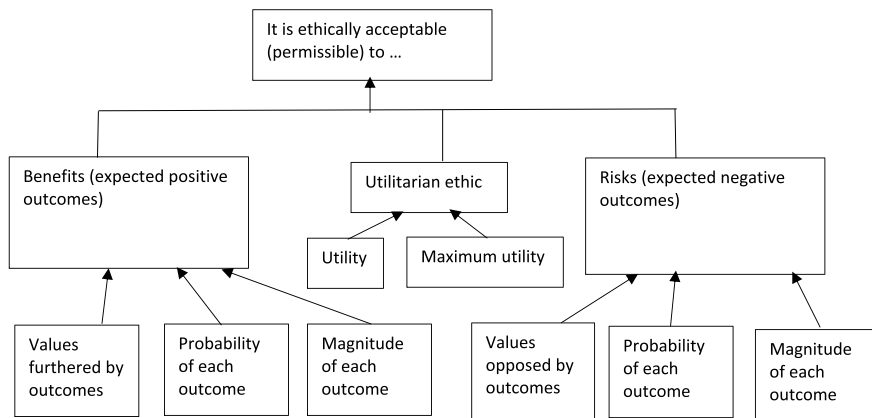 It is ethically acceptable
(permissible) to …
Benefits (expected positive
outcomes)
Utilitarian ethic
Risks (expected negative
outcomes)
Utility
Maximum utility
Values
furthered by
outcomes
Probability
of each
outcome
Magnitude
of each
outcome
Values
opposed by
outcomes
Probability
of each
outcome
Magnitude
of each
outcome